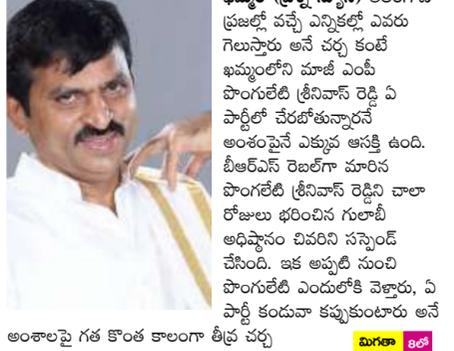 ప్రజల్లో వచ్చే ఎన్నికల్లో ఎవరు
గెలుస్తారు అనే చర్చ కంటే
ఖమ్మంలోని మాజీ ఎంపీ
పొంగులేటి శ్రీనివాస్ రెడ్డి ఏ
పార్టీలో చేరబోతున్నారనే
అంశంపైనే ఎక్కువ ఆసక్తి ఉంది.
బీఆర్ఎస్ రెబల్‌గా మారిన
పొంగలేటి శ్రీనివాస్ రెడ్డిని చాలా
రోజులు భరించిన గులాబీ
అధిష్ఠానం చివరిని సస్పెండ్
చేసింది. ఇక అప్పటి నుంచి
పొంగులేటి ఎందులోకి వెళ్తారు, ఏ
పార్టీ కండువా కప్పుకుంటారు అనే
అంశాలపై గత కొంత కాలంగా తీవ్ర చర్చ
మిగతా 8లో